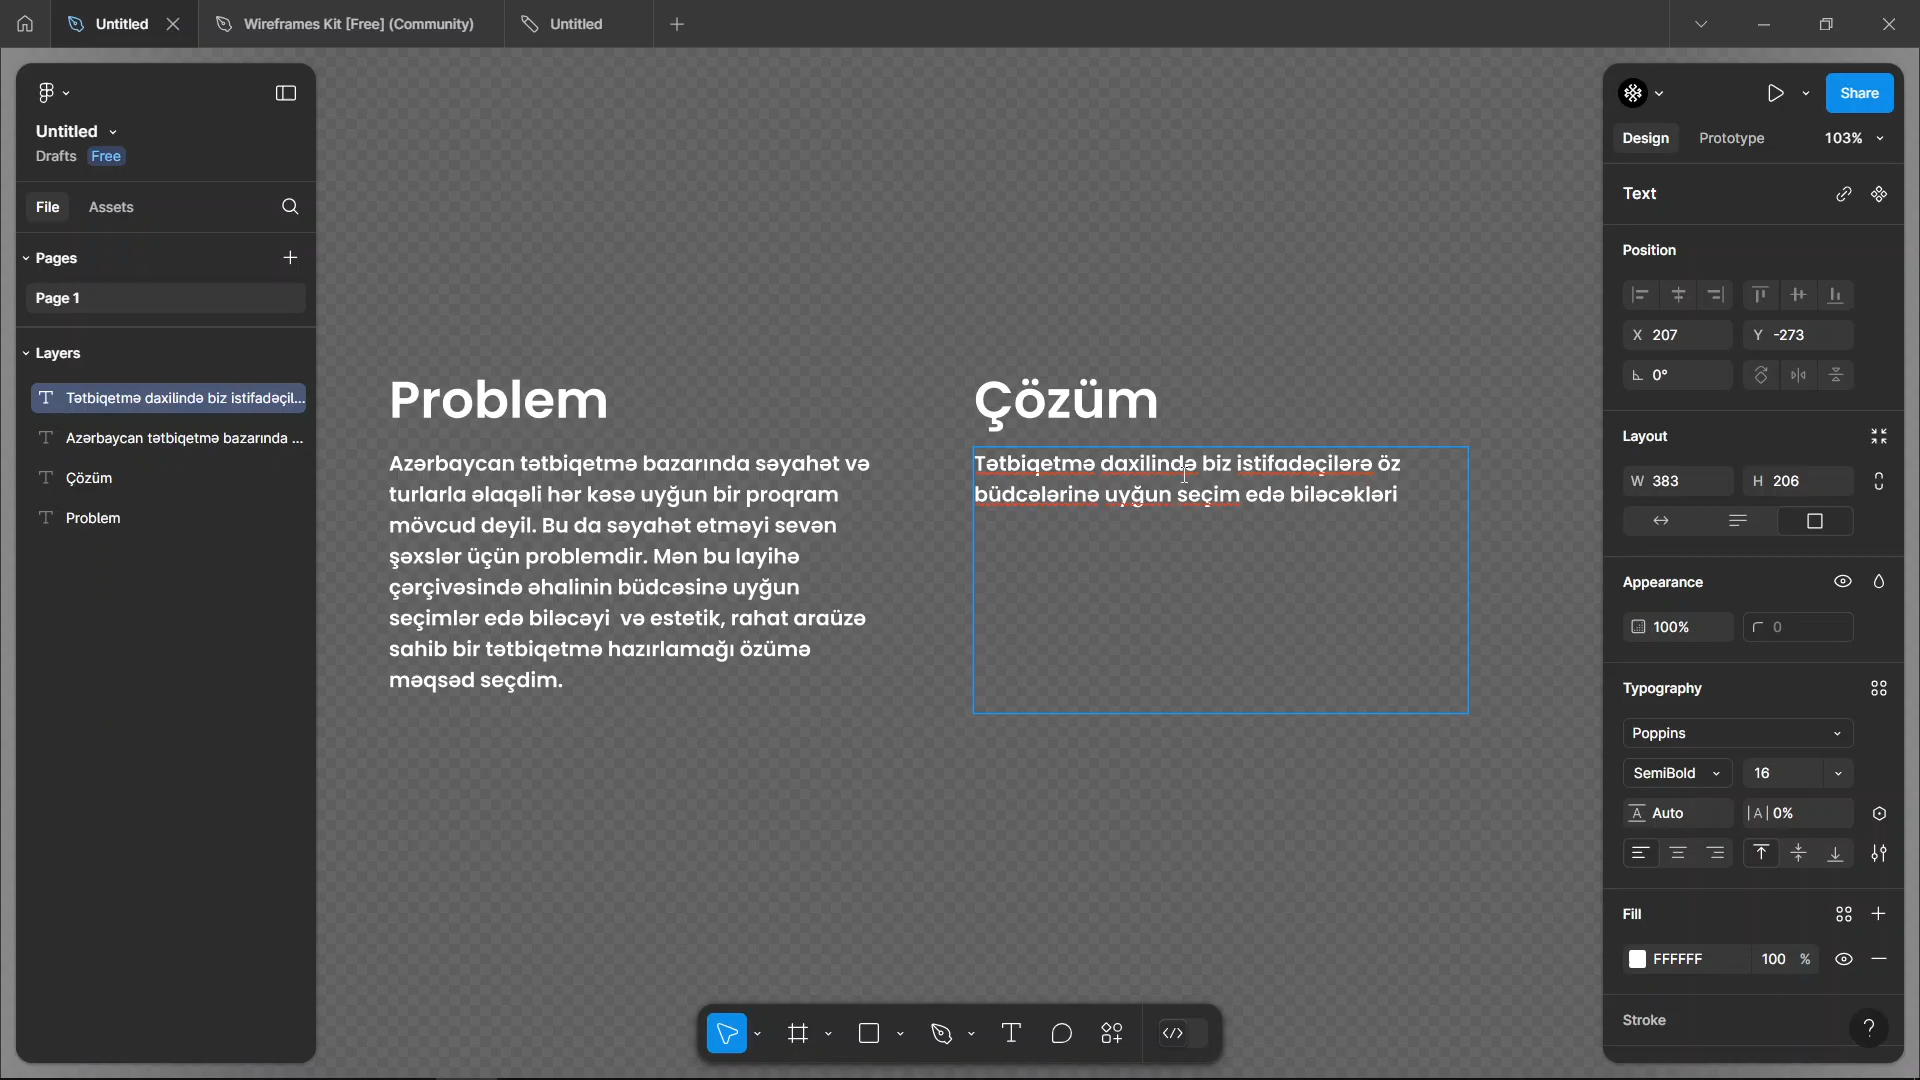 Untitled
Wireframes Kit [Free] (Community)
Untitled
Untitled
Drafts Free
File Assets
Pages
Page 1
Layers
Tətbiqetmə daxilində biz istifadəçil...
Azərbaycan tətbiqetmə bazarında ...
Çözüm
Problem
Problem
Azərbaycan tətbiqetmə bazarında səyahət və
turlarla əlaqəli hər kəsə uyğun bir proqram
mövcud deyil. Bu da səyahət etməyi sevən
şəxslər üçün problemdir. Mən bu layihə
çərçivəsində əhalinin büdcəsinə uyğun
seçimlər edə biləcəyi  və estetik, rahat araüzə
sahib bir tətbiqetmə hazırlamağı özümə
məqsəd seçdim.
Çözüm
Tətbiqetmə daxilində biz istifadəçilərə öz
büdcələrinə uyğun seçim edə biləcəkləri
Share
Design Prototype 103%
Text
Position
X 207 Y -273
0°
Layout
W 383 H 206
Appearance
100% 0
Typography
Poppins
SemiBold 16
A Auto |A| 0%
Fill
FFFFFF 100 %
Stroke
?